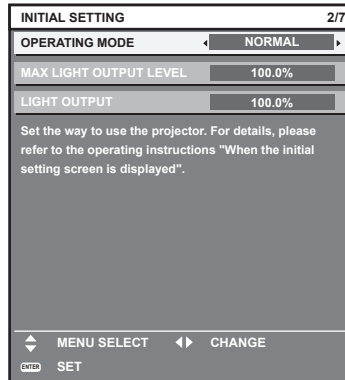 INITIAL SETTING 2/7
OPERATING MODE NORMAL
MAX LIGHT OUTPUT LEVEL 100.0%
LIGHT OUTPUT 100.0%
Set the way to use the projector. For details, please
refer to the operating instructions "When the initial
setting screen is displayed".
MENU SELECT CHANGE
ENTER SET